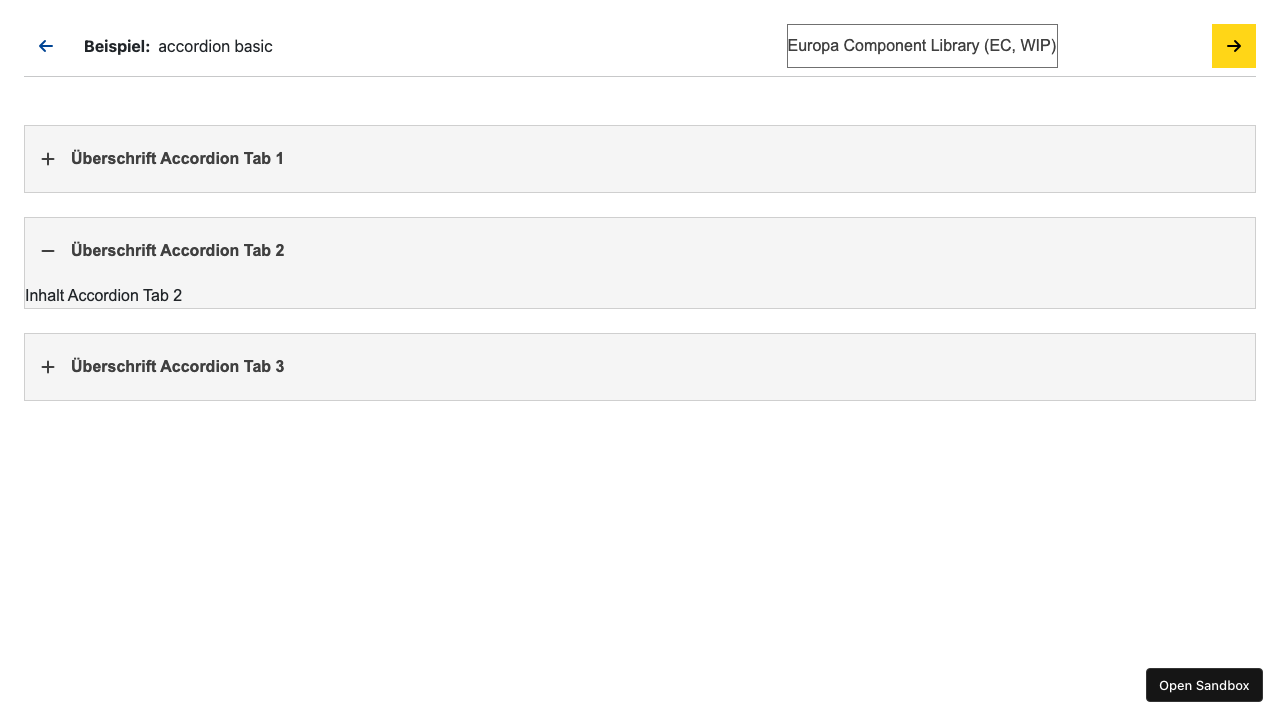 Beispiel: accordion basic
Europa Component Library (EC, WIP)
Überschrift Accordion Tab 1
Überschrift Accordion Tab 2
Inhalt Accordion Tab 2
Überschrift Accordion Tab 3
Open Sandbox